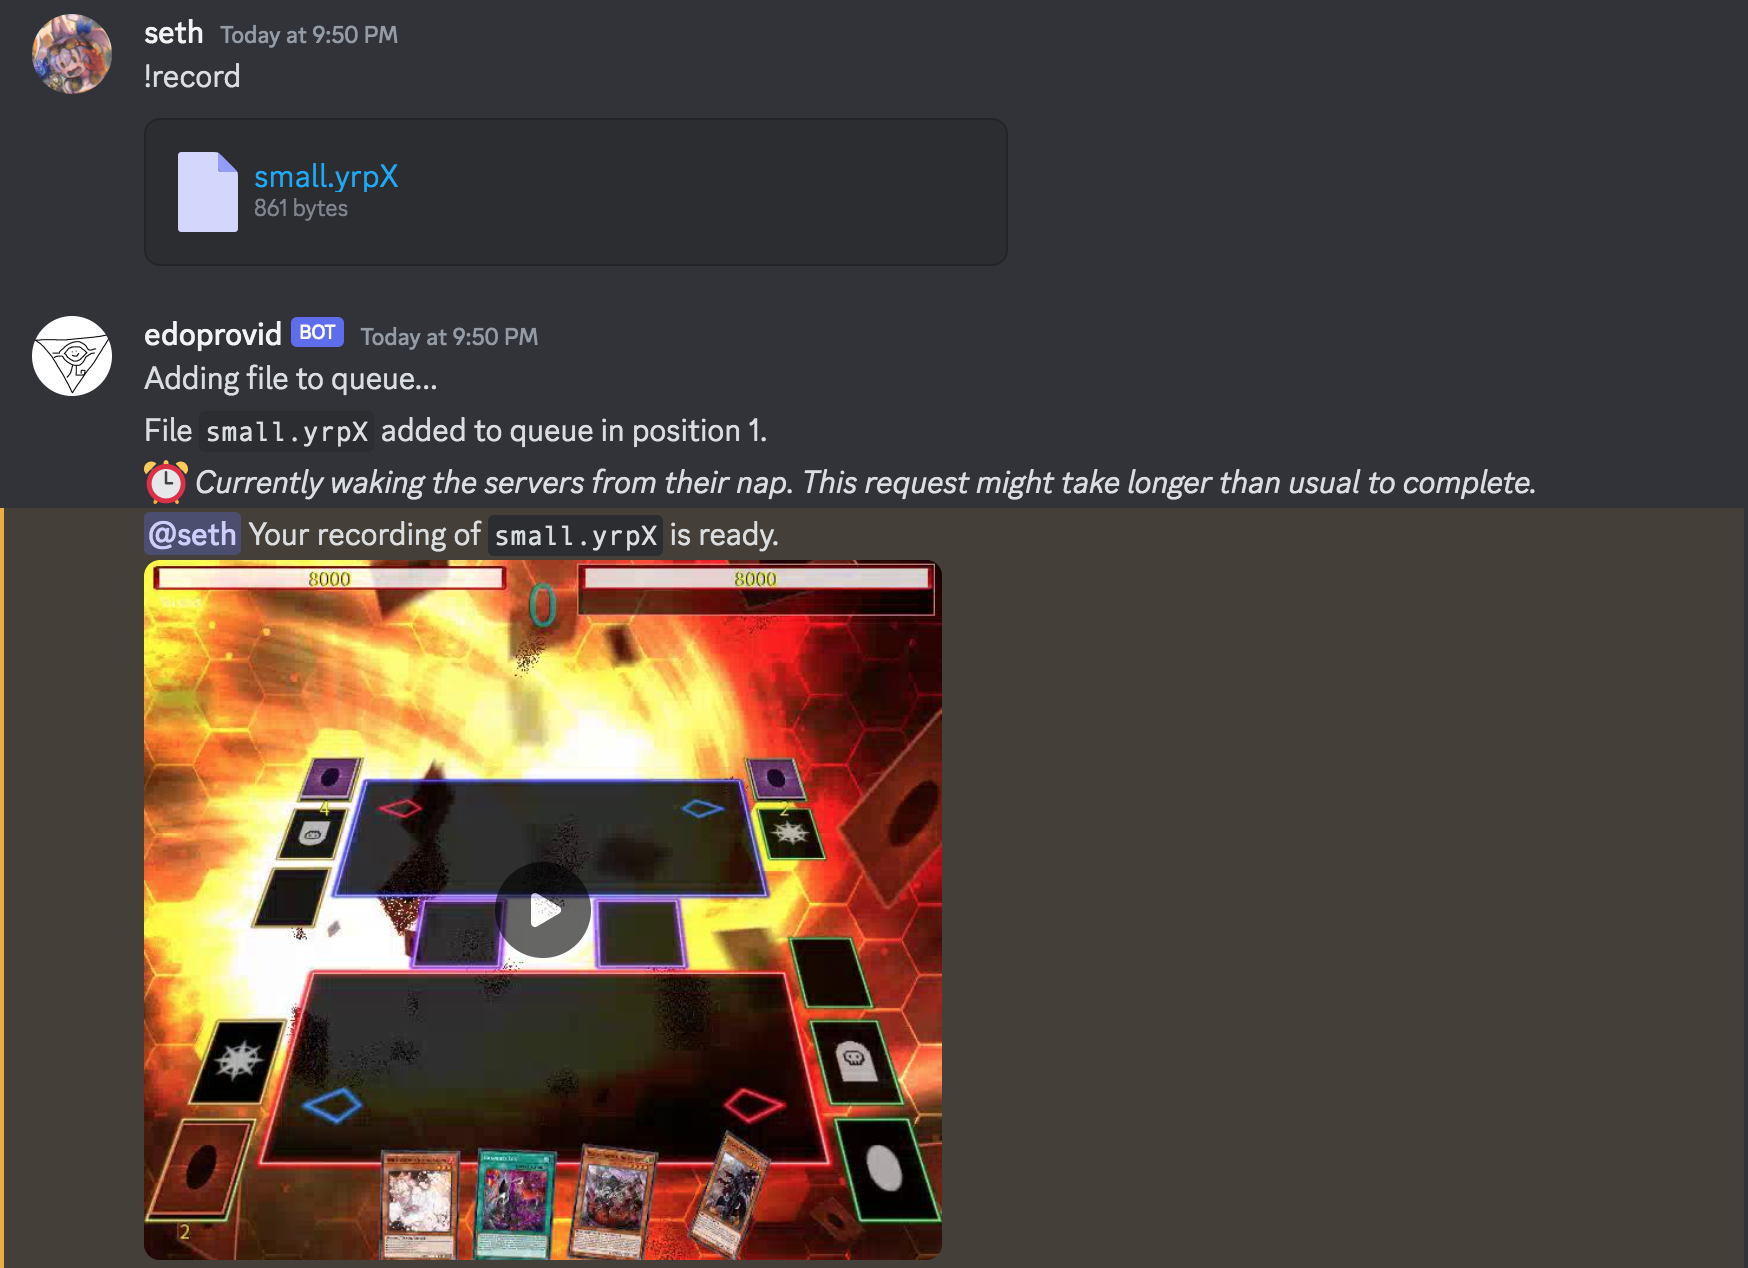 seth Today at 9:50 PM
!record
small.yrpX
861 bytes
edoprovid BOT Today at 9:50 PM
Adding file to queue...
File small.yrpX added to queue in position 1.
Currently waking the servers from their nap. This request might take longer than usual to complete.
@seth Your recording of small.yrpX is ready.
8000
8000
0
4
2
2